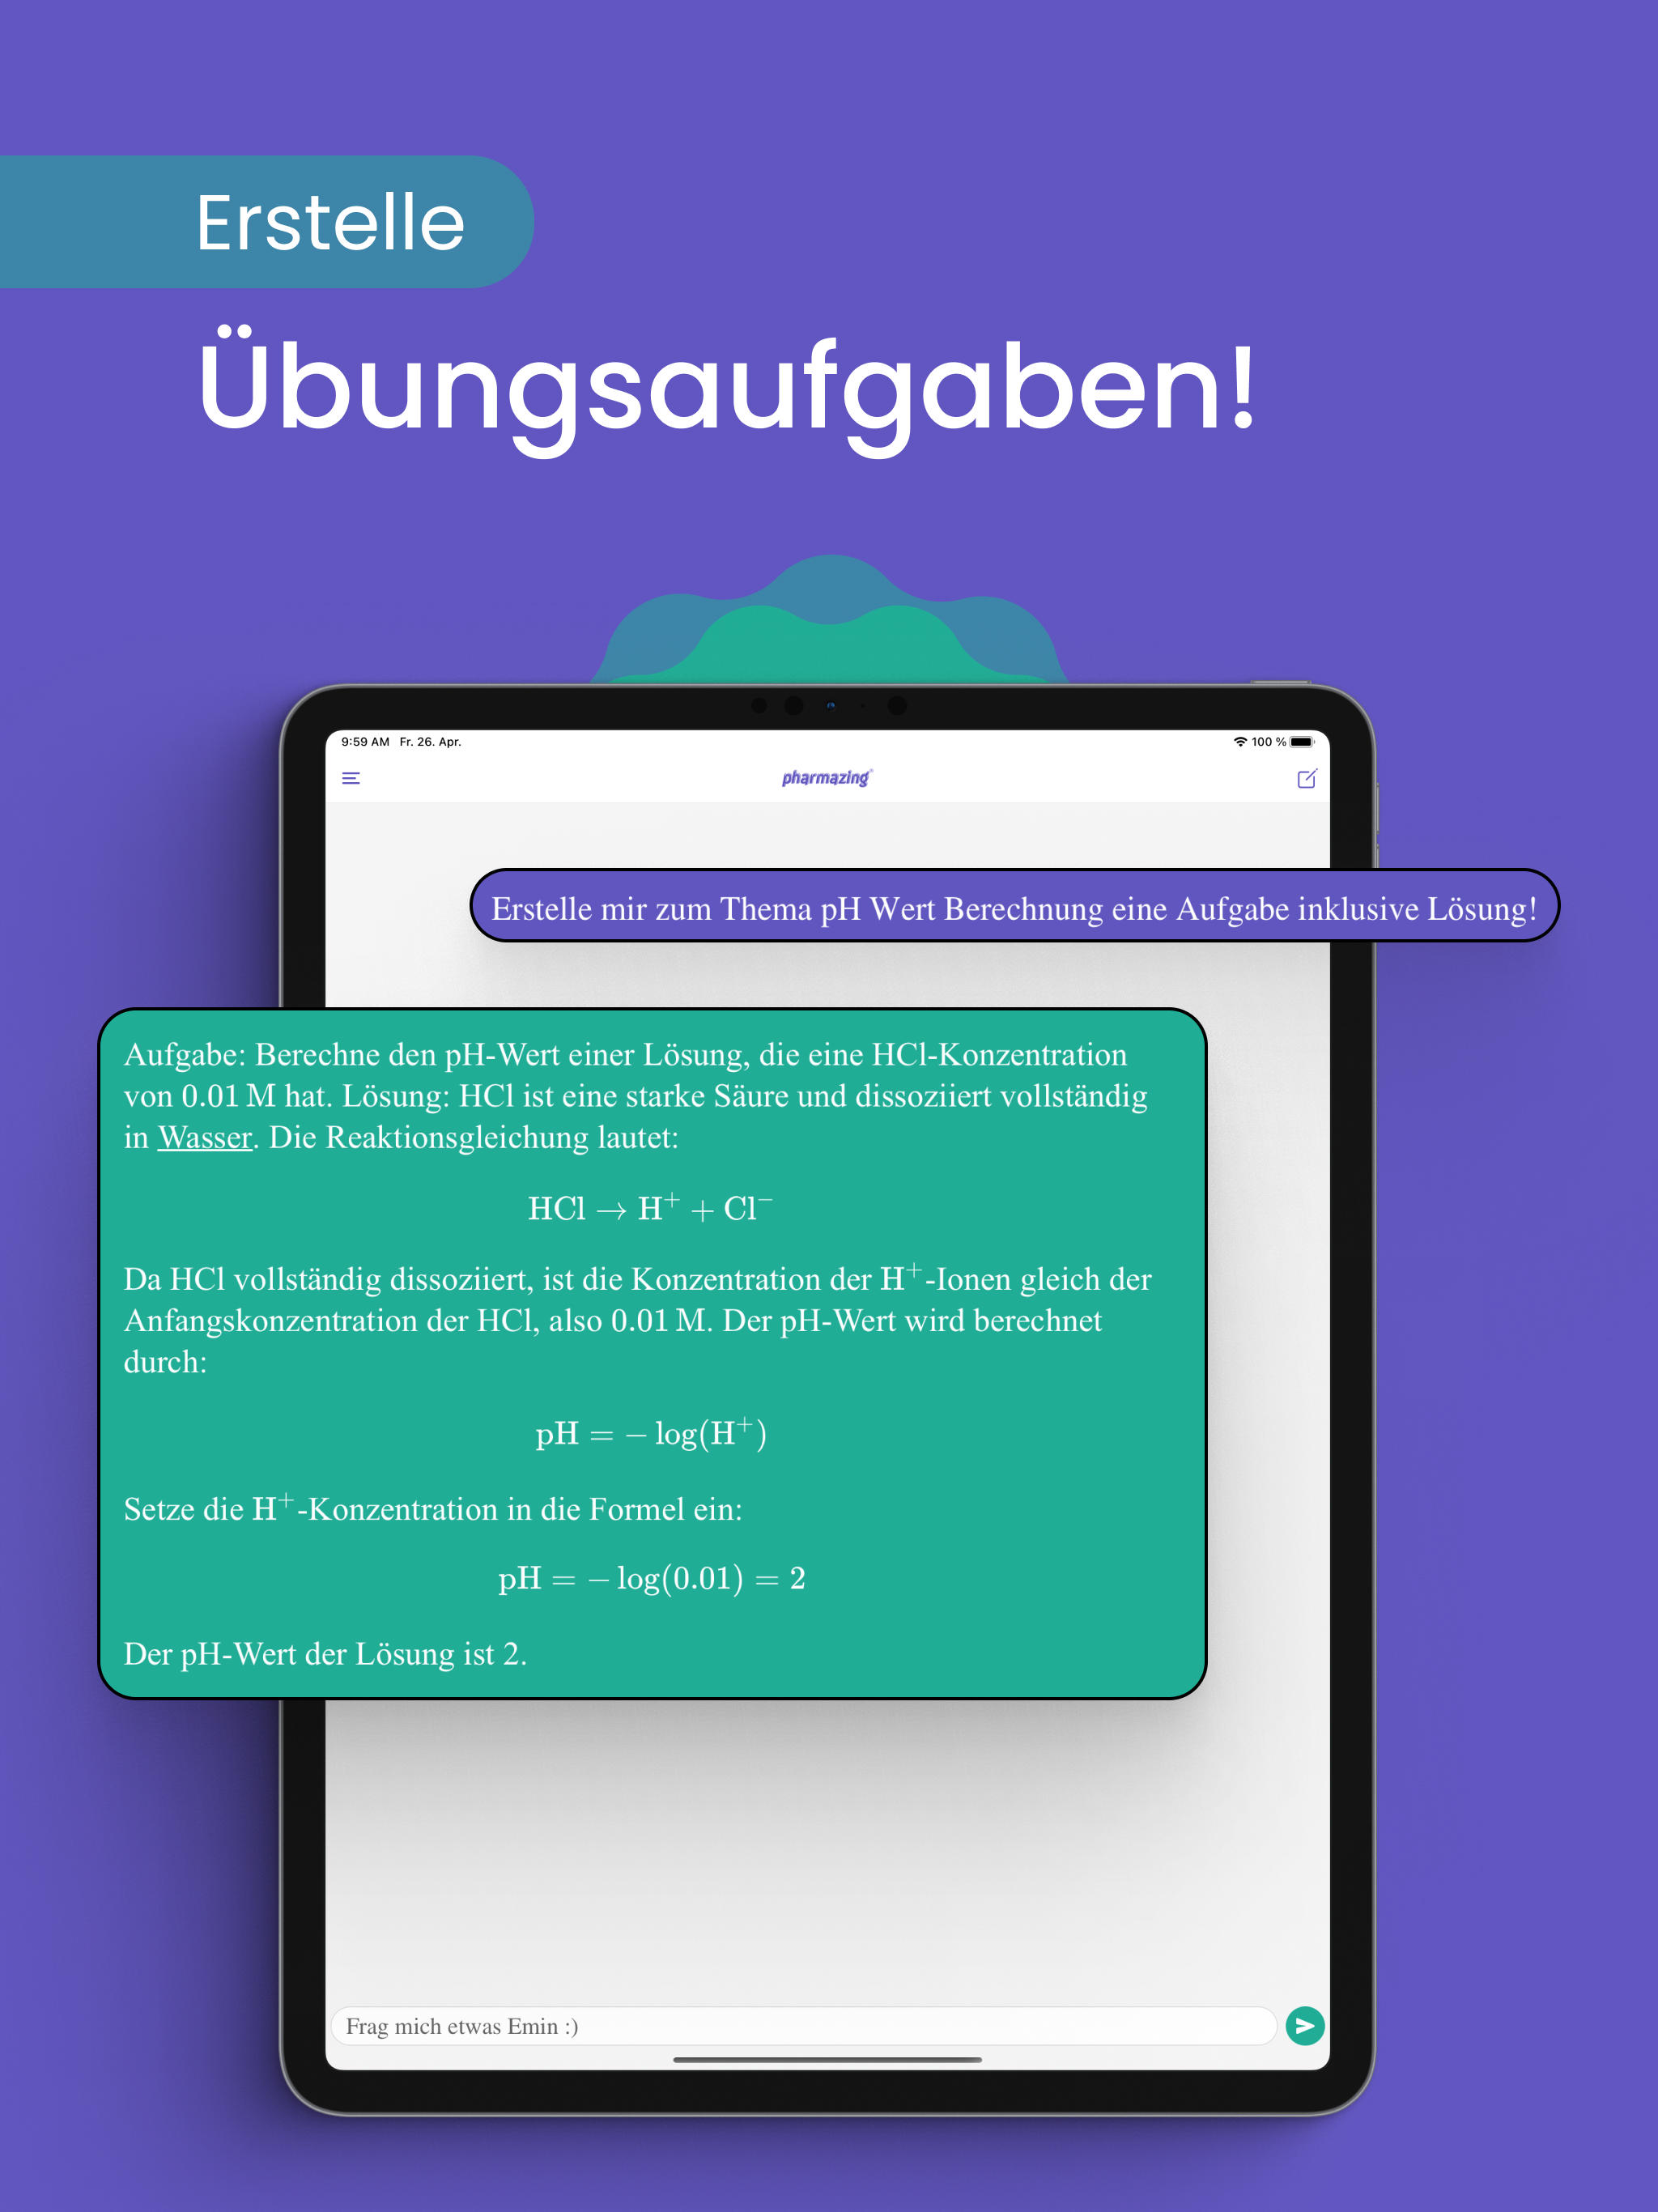 Erstelle
Übungsaufgaben!
9:59 AM Fr. 26. Apr.
100 %
pharmazing®
Erstelle mir zum Thema pH Wert Berechnung eine Aufgabe inklusive Lösung!
Aufgabe: Berechne den pH-Wert einer Lösung, die eine HCl-Konzentration
von 0.01 M hat. Lösung: HCl ist eine starke Säure und dissoziiert vollständig
in Wasser. Die Reaktionsgleichung lautet:
HCl → H⁺ + Cl⁻
Da HCl vollständig dissoziiert, ist die Konzentration der H⁺-Ionen gleich der
Anfangskonzentration der HCl, also 0.01 M. Der pH-Wert wird berechnet
durch:
pH = − log(H⁺)
Setze die H⁺-Konzentration in die Formel ein:
pH = − log(0.01) = 2
Der pH-Wert der Lösung ist 2.
Frag mich etwas Emin :)